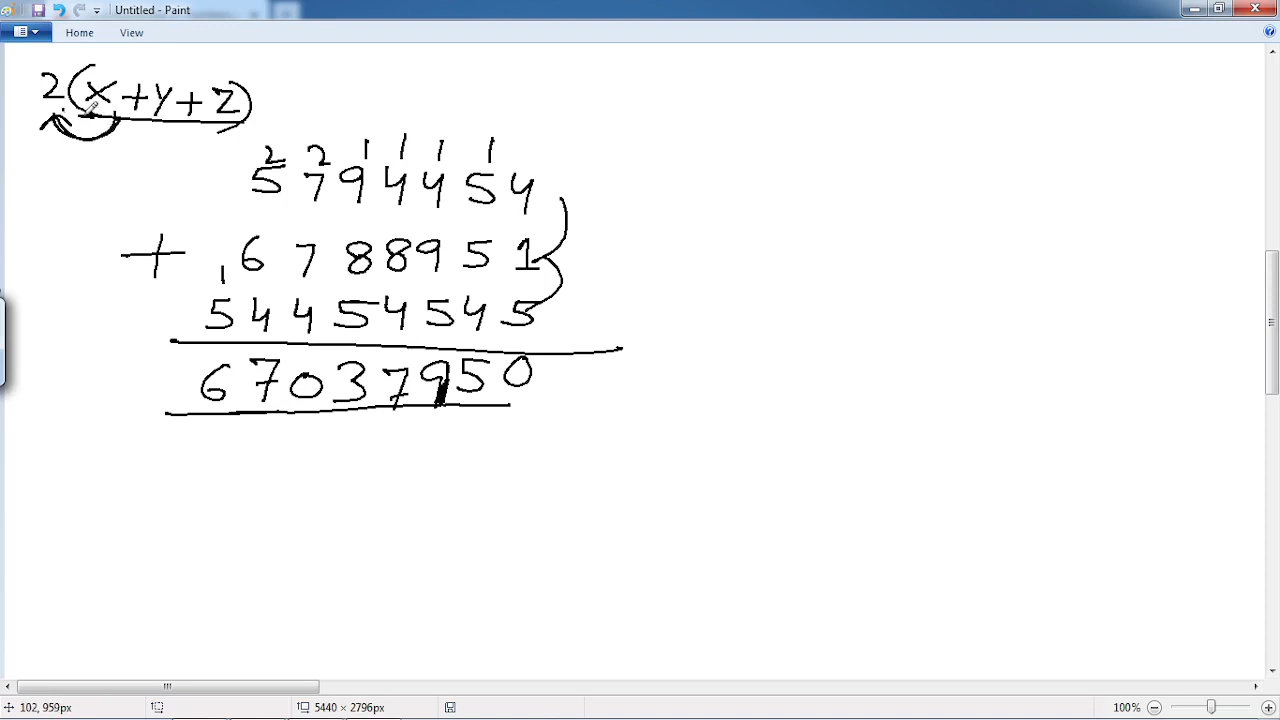 Untitled - Paint
Home View
2(x+y+z)
2 2 1 1 1 1
5 7 9 4 4 5 4
+ 6 7 8 8 9 5 1
1
5 4 4 5 4 5 4 5
6 7 0 3 7 9 5 0
102, 959px 5440 × 2796px 100%